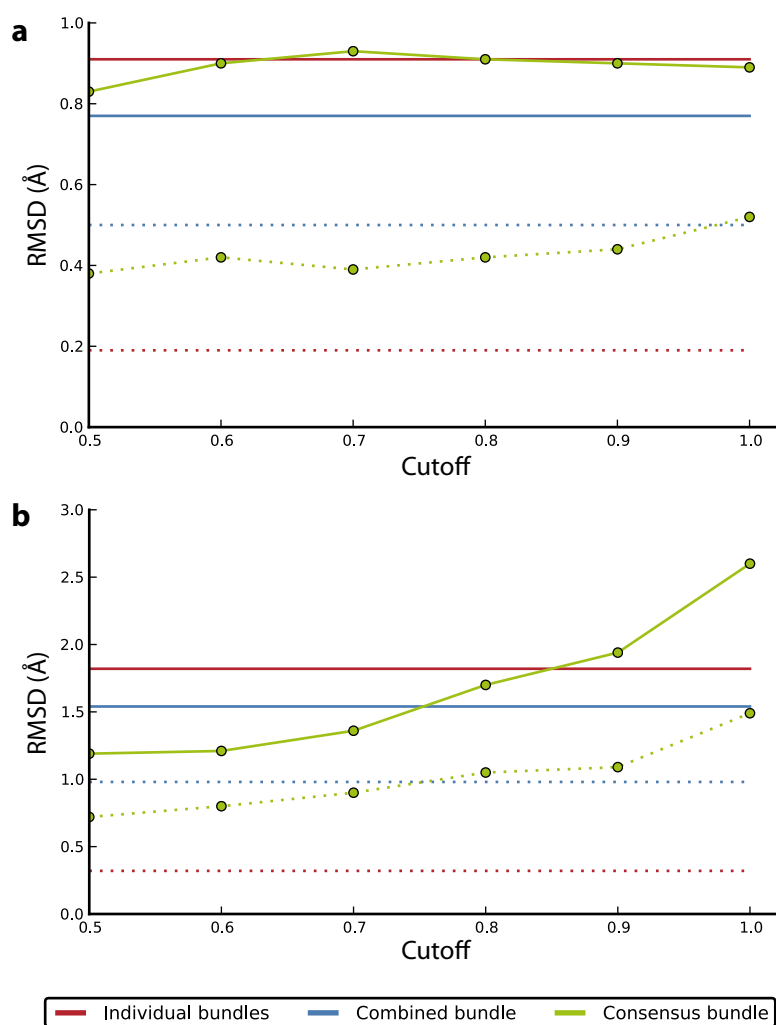 a
1.0
0.8
0.6
0.4
0.2
0.0
RMSD (Å)
0.5 0.6 0.7 0.8 0.9 1.0
Cutoff
b
3.0
2.5
2.0
1.5
1.0
0.5
0.0
RMSD (Å)
0.5 0.6 0.7 0.8 0.9 1.0
Cutoff
Individual bundles Combined bundle Consensus bundle